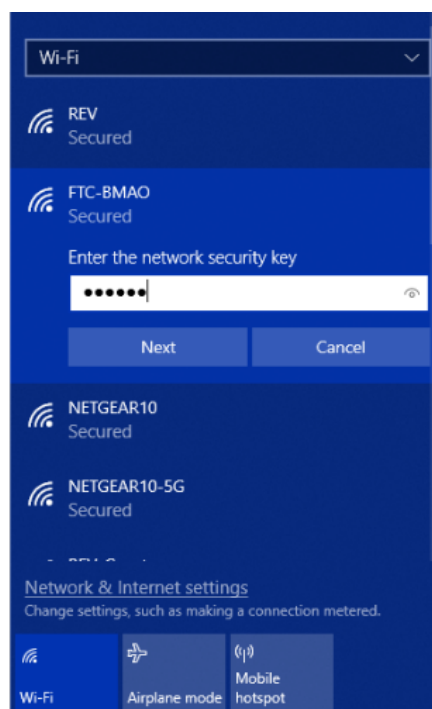 Wi-Fi
REV
Secured
FTC-BMAO
Secured
Enter the network security key
••••••
Next Cancel
NETGEAR10
Secured
NETGEAR10-5G
Secured
Network & Internet settings
Change settings, such as making a connection metered.
Wi-Fi
Airplane mode
Mobile
hotspot